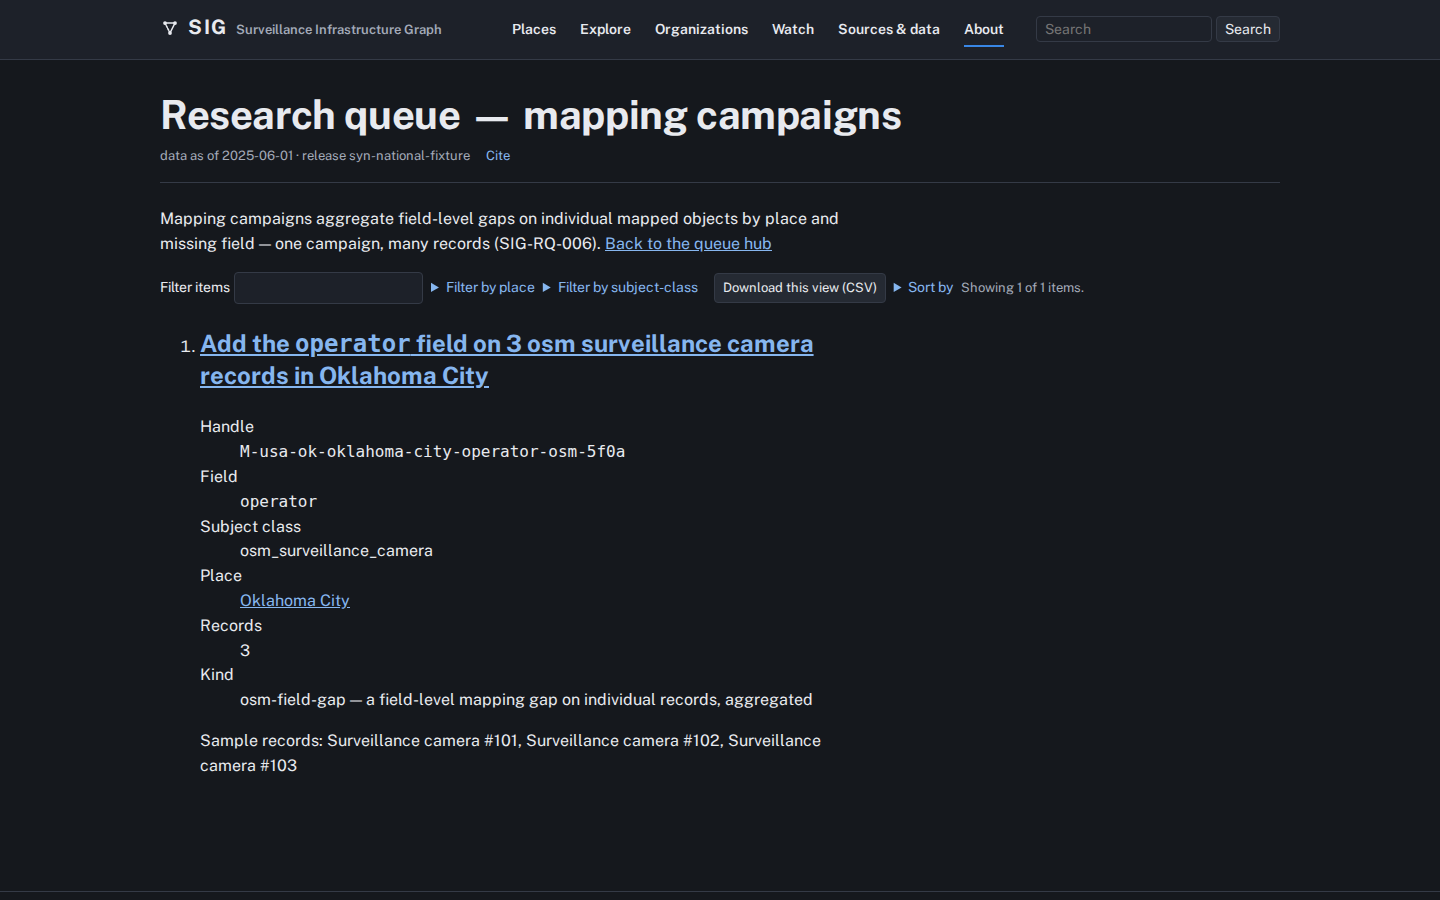 SIG Surveillance Infrastructure Graph Places Explore Organizations Watch Sources & data About Search Search
Research queue — mapping campaigns
data as of 2025-06-01 · release syn-national-fixture Cite
Mapping campaigns aggregate field-level gaps on individual mapped objects by place and
missing field — one campaign, many records (SIG-RQ-006). Back to the queue hub
Filter items ▶ Filter by place ▶ Filter by subject-class Download this view (CSV) ▶ Sort by Showing 1 of 1 items.
1. Add the operator field on 3 osm surveillance camera
records in Oklahoma City
Handle
M-usa-ok-oklahoma-city-operator-osm-5f0a
Field
operator
Subject class
osm_surveillance_camera
Place
Oklahoma City
Records
3
Kind
osm-field-gap — a field-level mapping gap on individual records, aggregated
Sample records: Surveillance camera #101, Surveillance camera #102, Surveillance
camera #103